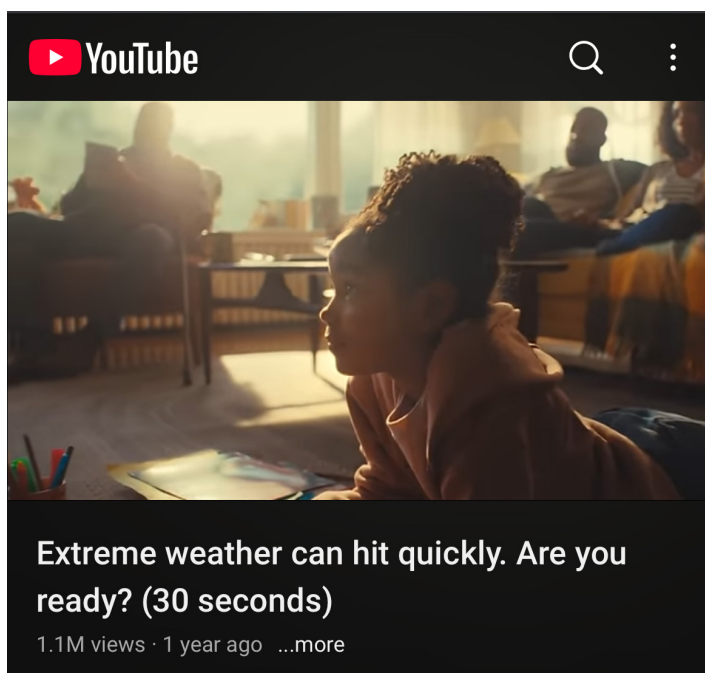 YouTube
Extreme weather can hit quickly. Are you
ready? (30 seconds)
1.1M views · 1 year ago ...more